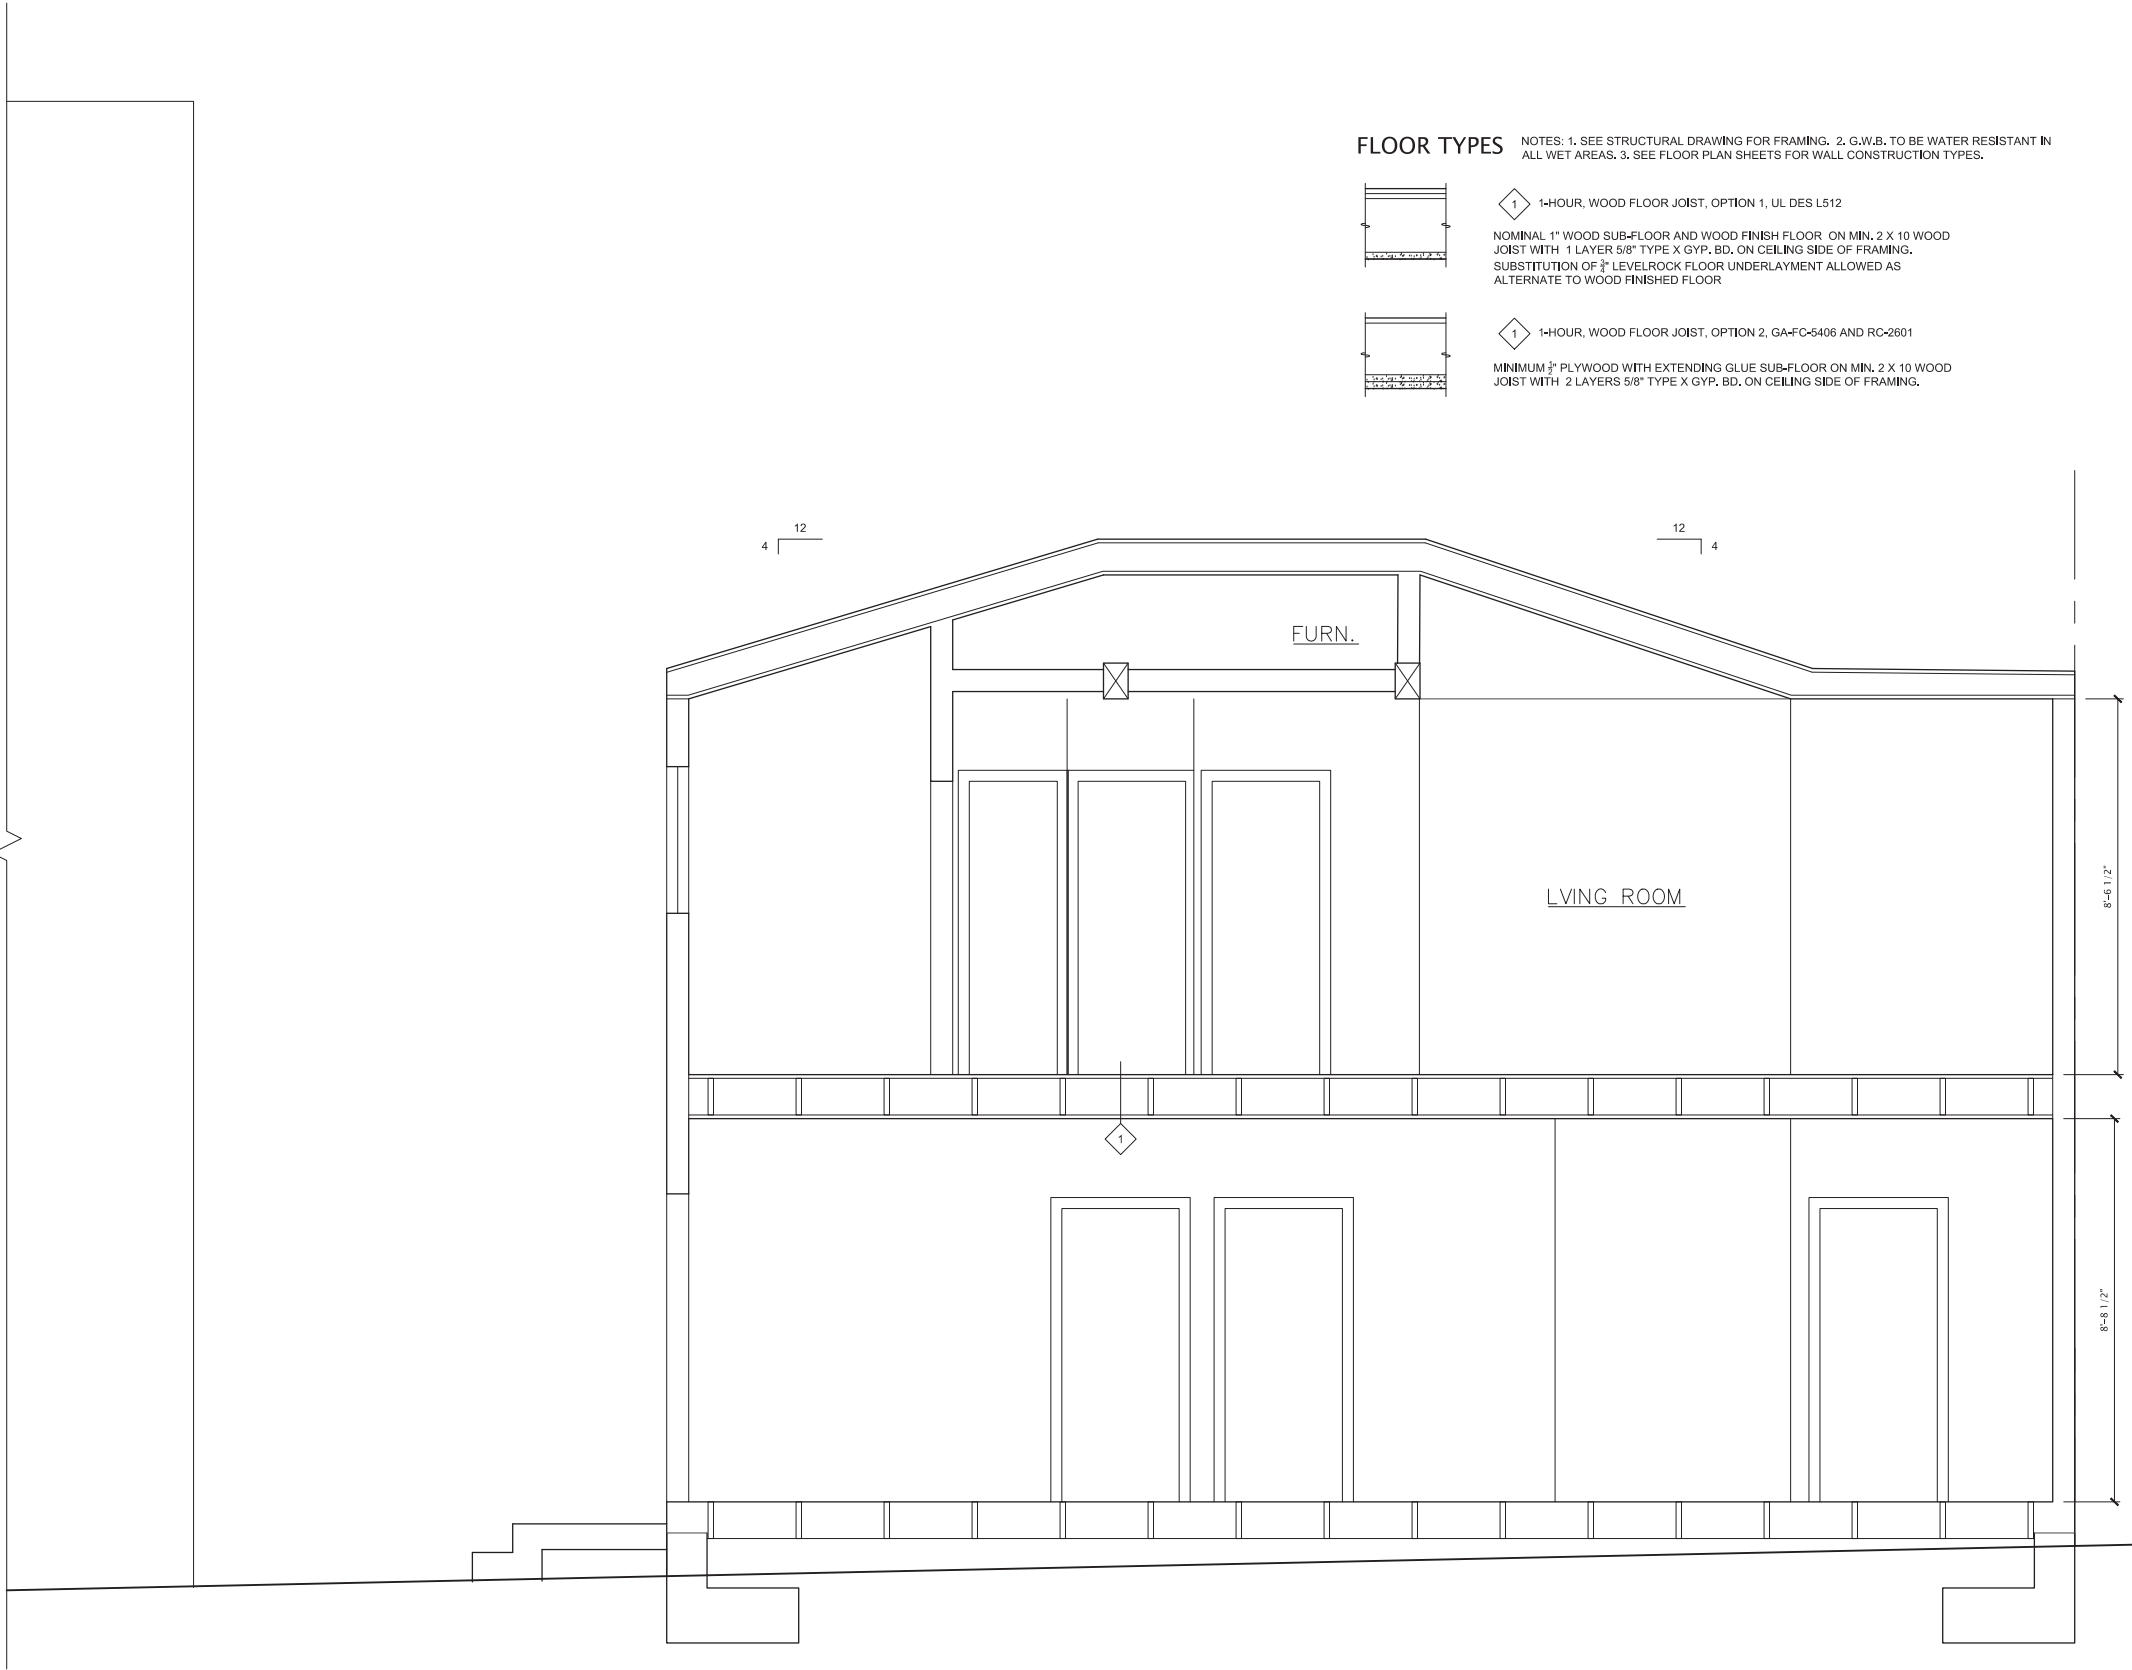 FLOOR TYPES NOTES: 1. SEE STRUCTURAL DRAWING FOR FRAMING. 2. G.W.B. TO BE WATER RESISTANT IN
ALL WET AREAS. 3. SEE FLOOR PLAN SHEETS FOR WALL CONSTRUCTION TYPES.
1 1-HOUR, WOOD FLOOR JOIST, OPTION 1, UL DES L512
NOMINAL 1" WOOD SUB-FLOOR AND WOOD FINISH FLOOR ON MIN. 2 X 10 WOOD
JOIST WITH 1 LAYER 5/8" TYPE X GYP. BD. ON CEILING SIDE OF FRAMING.
SUBSTITUTION OF 3/4" LEVELROCK FLOOR UNDERLAYMENT ALLOWED AS
ALTERNATE TO WOOD FINISHED FLOOR
1 1-HOUR, WOOD FLOOR JOIST, OPTION 2, GA-FC-5406 AND RC-2601
MINIMUM 1/2" PLYWOOD WITH EXTENDING GLUE SUB-FLOOR ON MIN. 2 X 10 WOOD
JOIST WITH 2 LAYERS 5/8" TYPE X GYP. BD. ON CEILING SIDE OF FRAMING.
12
4
12
4
FURN.
LVING ROOM
8'-6 1/2"
1
8'-8 1/2"